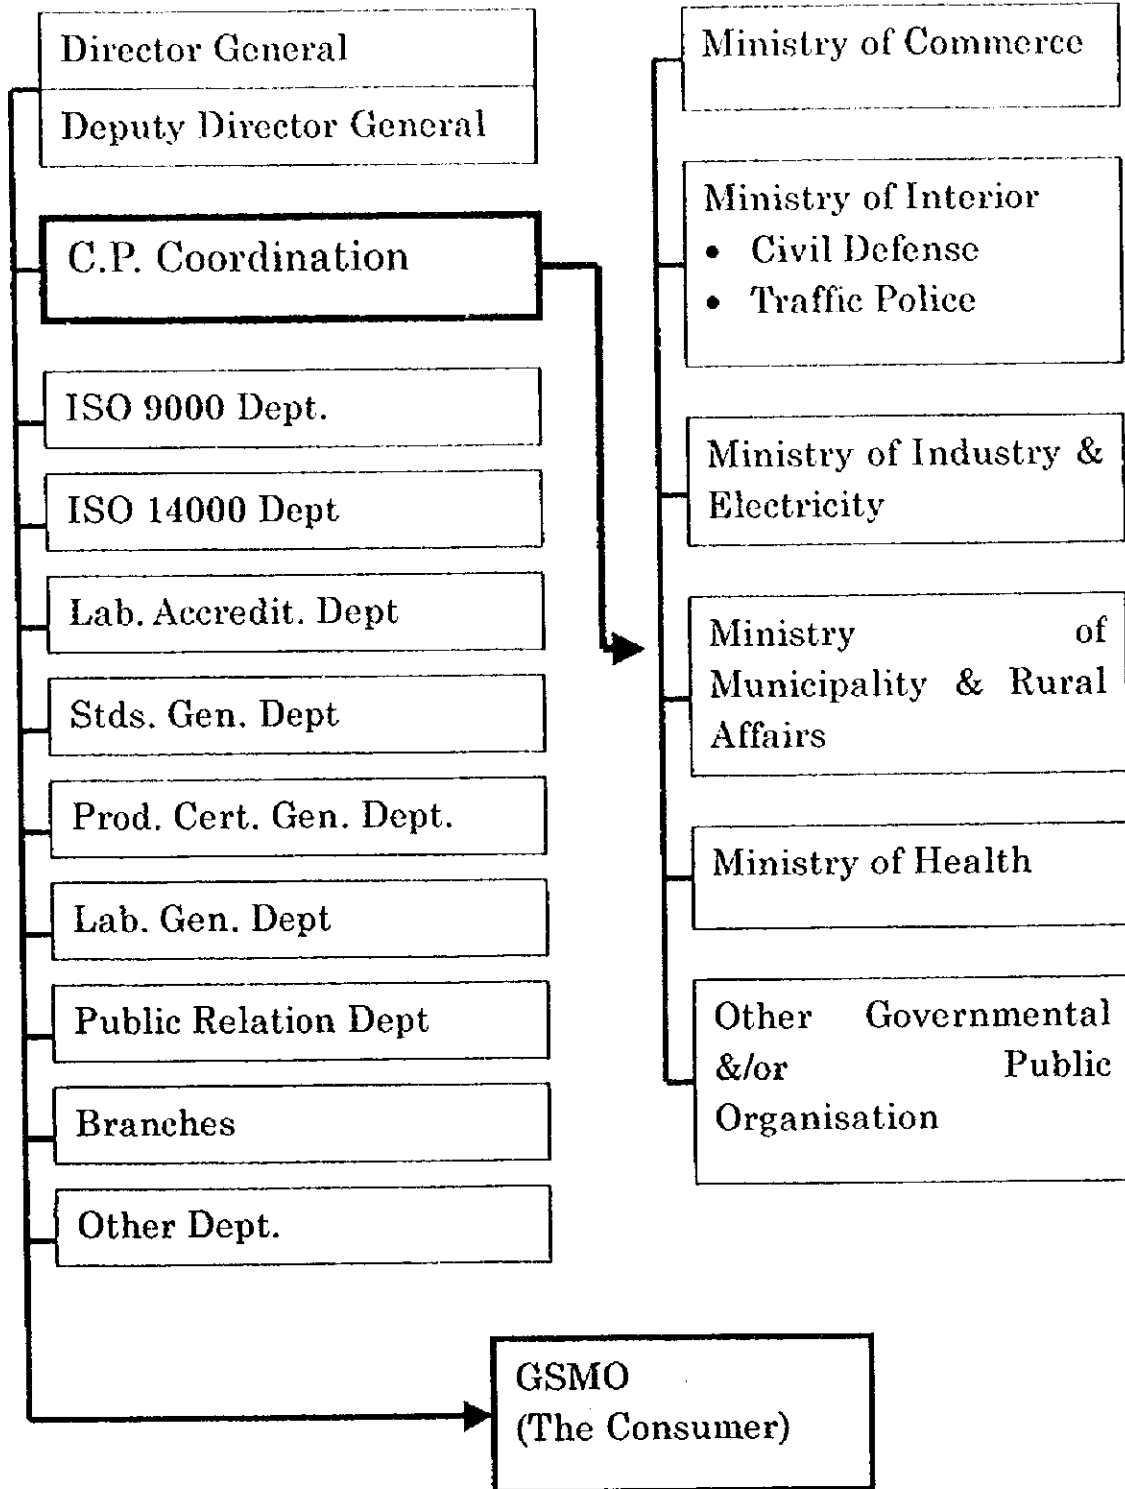 Director General
Deputy Director General
C.P. Coordination
ISO 9000 Dept.
ISO 14000 Dept
Lab. Accredit. Dept
Stds. Gen. Dept
Prod. Cert. Gen. Dept.
Lab. Gen. Dept
Public Relation Dept
Branches
Other Dept.
Ministry of Commerce
Ministry of Interior
• Civil Defense
• Traffic Police
Ministry of Industry &
Electricity
Ministry of
Municipality & Rural
Affairs
Ministry of Health
Other Governmental
&/or Public
Organisation
GSMO
(The Consumer)